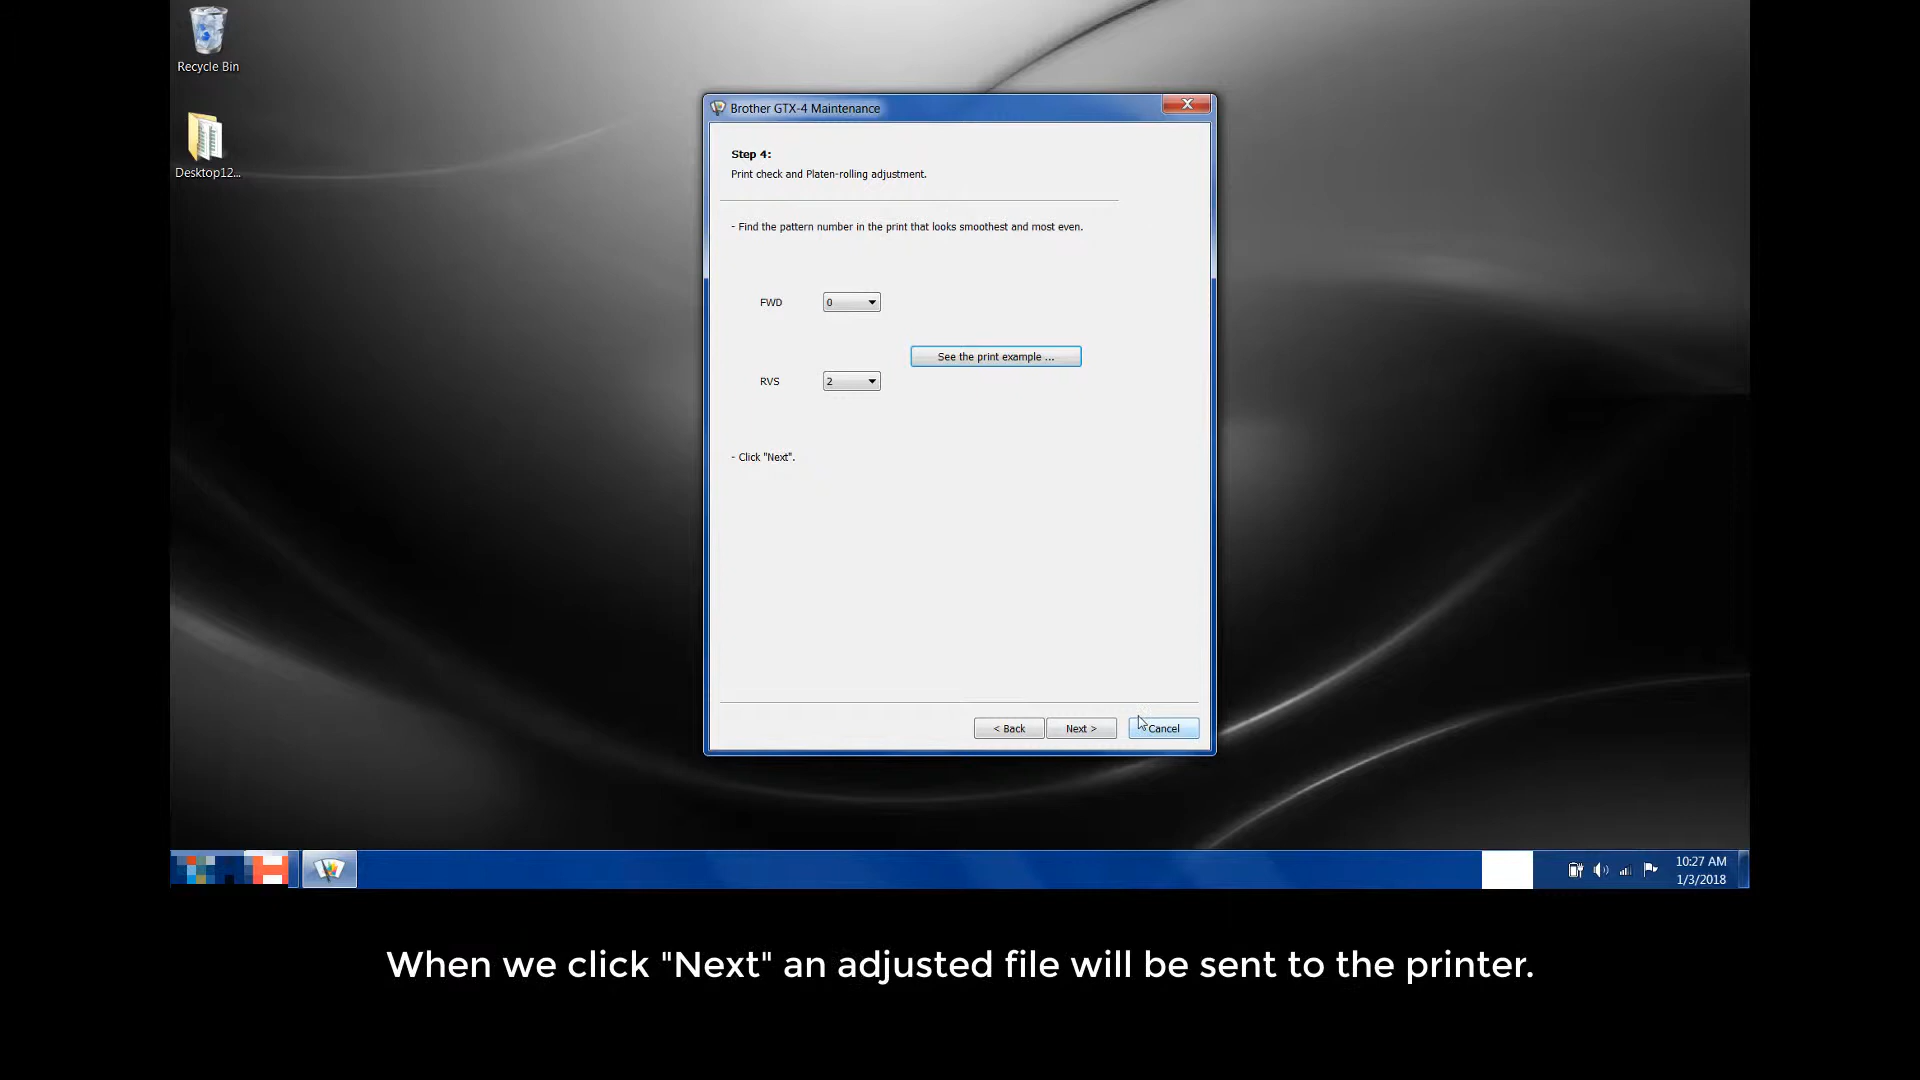 Recycle Bin
Desktop12...
Brother GTX-4 Maintenance
Step 4:
Print check and Platen-rolling adjustment.
- Find the pattern number in the print that looks smoothest and most even.
FWD 0
See the print example ...
RVS 2
- Click "Next".
< Back Next > Cancel
10:27 AM
1/3/2018
When we click "Next" an adjusted file will be sent to the printer.